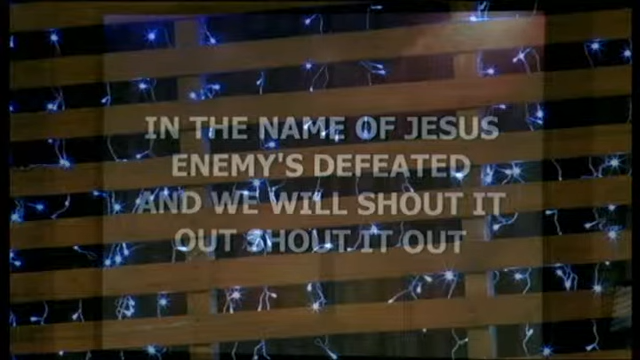 IN THE NAME OF JESUS
ENEMY'S DEFEATED
AND WE WILL SHOUT IT
OUT SHOUT IT OUT